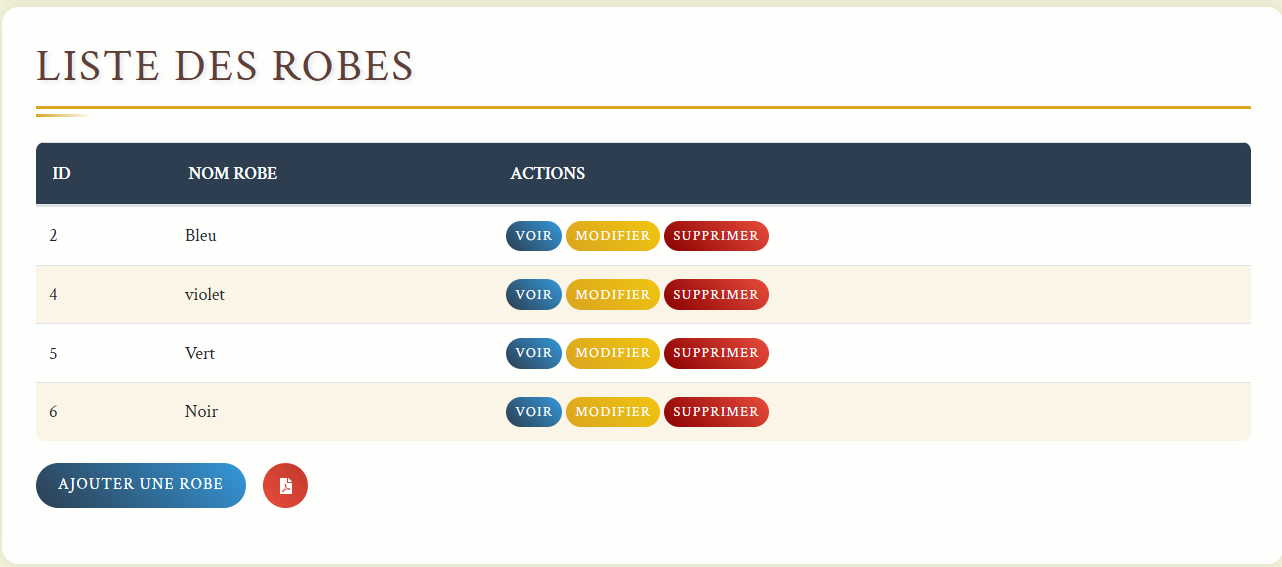 LISTE DES ROBES
ID NOM ROBE ACTIONS
2 Bleu VOIR MODIFIER SUPPRIMER
4 violet VOIR MODIFIER SUPPRIMER
5 Vert VOIR MODIFIER SUPPRIMER
6 Noir VOIR MODIFIER SUPPRIMER
AJOUTER UNE ROBE